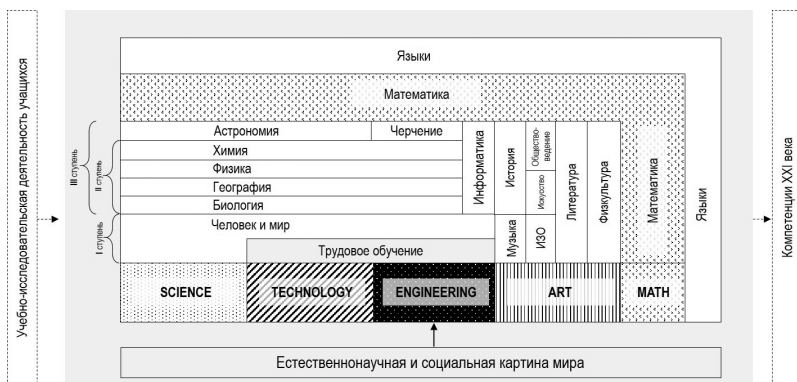 Учебно-исследовательская деятельность учащихся
III ступень
II ступень
I ступень
Языки
Математика
Астрономия
Черчение
Химия
Физика
География
Биология
Человек и мир
Трудовое обучение
Информатика
История
Общество-
ведение
Искусство
Музыка
ИЗО
Литература
Физкультура
Математика
Языки
SCIENCE
TECHNOLOGY
ENGINEERING
ART
MATH
Естественнонаучная и социальная картина мира
Компетенции XXI века